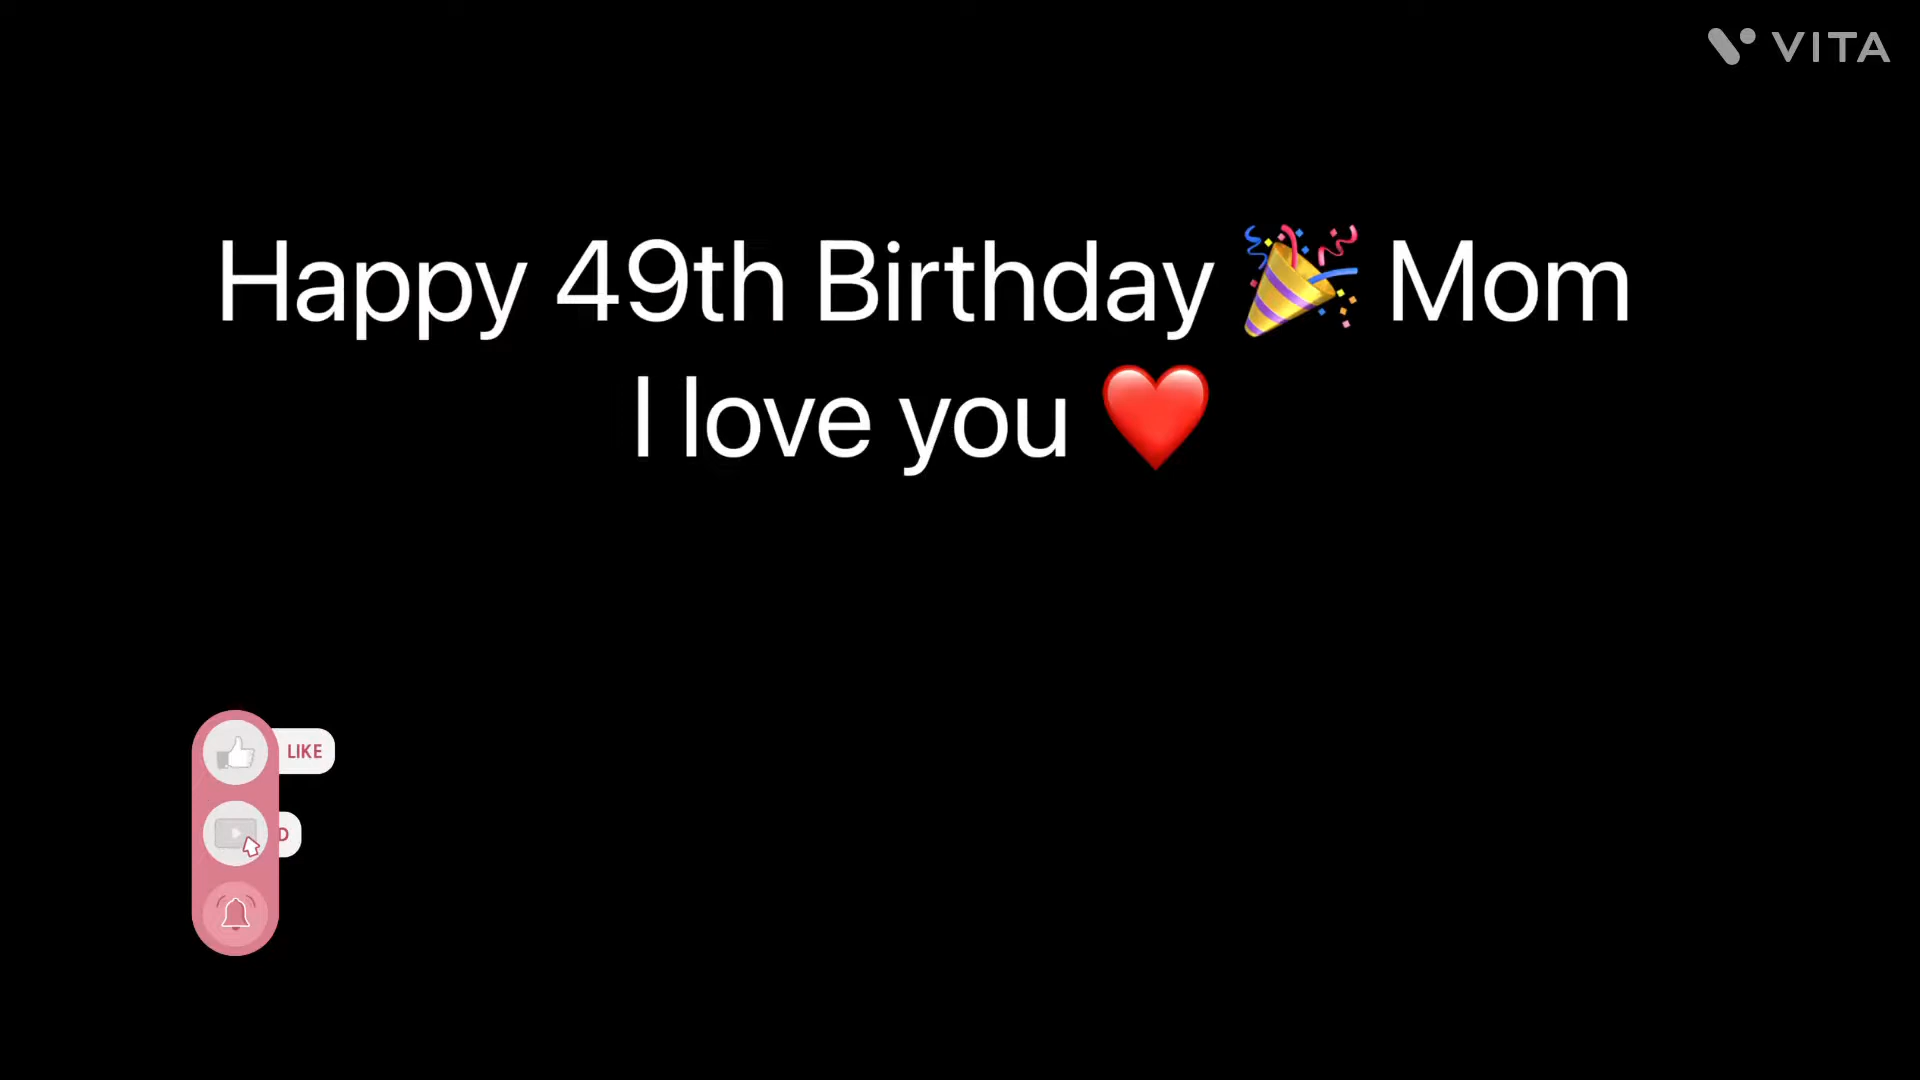 VITA
Happy 49th Birthday 🎉 Mom
I love you ❤️
LIKE
D